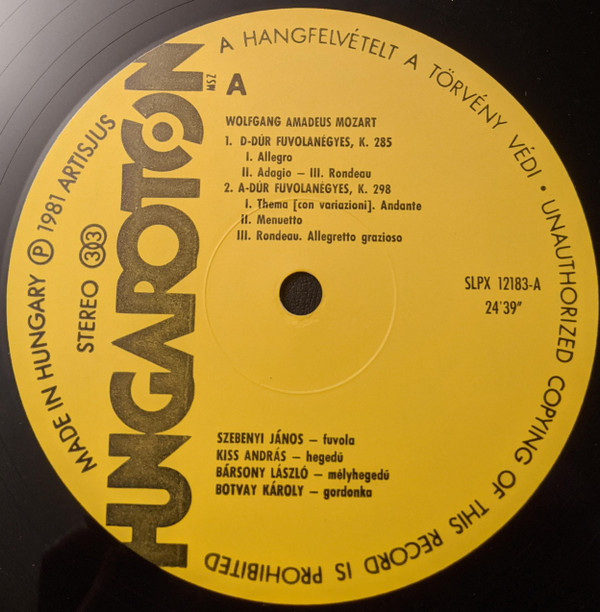 A HANGFELVÉTELT A TÖRVÉNY VÉDI • UNAUTHORIZED COPYING OF THIS RECORD IS PROHIBITED
MADE IN HUNGARY Ⓟ 1981 ARTISJUS
STEREO 303
HUNGAROTON
MSZ
A
WOLFGANG AMADEUS MOZART
1. D-DÚR FUVOLANÉGYES, K. 285
I. Allegro
II. Adagio – III. Rondeau
2. A-DÚR FUVOLANÉGYES, K. 298
I. Thema [con variazioni]. Andante
II. Menuetto
III. Rondeau. Allegretto grazioso
SLPX 12183-A
24'39"
SZEBENYI JÁNOS – fuvola
KISS ANDRÁS – hegedű
BÁRSONY LÁSZLÓ – mélyhegedű
BOTVAY KÁROLY – gordonka